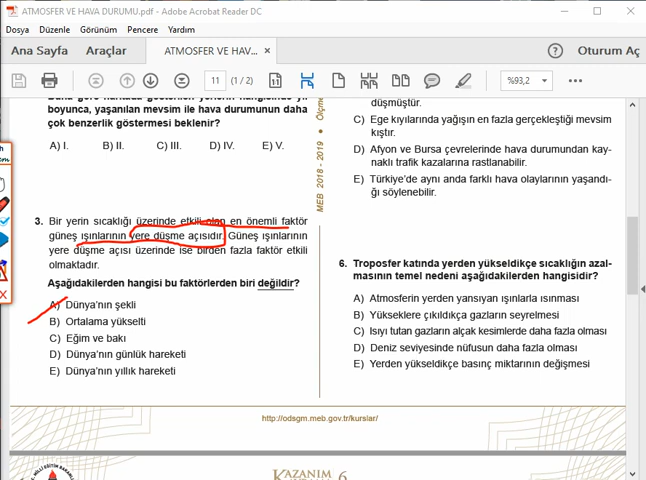 ATMOSFER VE HAVA DURUMU.pdf - Adobe Acrobat Reader DC
Dosya Düzenle Görünüm Pencere Yardım
Ana Sayfa Araçlar ATMOSFER VE HAV... × Oturum Aç
11 (1 / 2) %93,2
boyunca, yaşanılan mevsim ile hava durumunun daha
çok benzerlik göstermesi beklenir?
A) I. B) II. C) III. D) IV. E) V.
3. Bir yerin sıcaklığı üzerinde etkili olan en önemli faktör
güneş ışınlarının yere düşme açısıdır. Güneş ışınlarının
yere düşme açısı üzerinde ise birden fazla faktör etkili
olmaktadır.
Aşağıdakilerden hangisi bu faktörlerden biri değildir?
A) Dünya'nın şekli
B) Ortalama yükselti
C) Eğim ve bakı
D) Dünya'nın günlük hareketi
E) Dünya'nın yıllık hareketi
MEB 2018 - 2019 ● Ölçme
düşmüştür.
C) Ege kıyılarında yağışın en fazla gerçekleştiği mevsim
kıştır.
D) Afyon ve Bursa çevrelerinde hava durumundan kay-
naklı trafik kazalarına rastlanabilir.
E) Türkiye'de aynı anda farklı hava olaylarının yaşandı-
ğı söylenebilir.
6. Troposfer katında yerden yükseldikçe sıcaklığın azal-
masının temel nedeni aşağıdakilerden hangisidir?
A) Atmosferin yerden yansıyan ışınlarla ısınması
B) Yükseklere çıkıldıkça gazların seyrelmesi
C) Isıyı tutan gazların alçak kesimlerde daha fazla olması
D) Deniz seviyesinde nüfusun daha fazla olması
E) Yerden yükseldikçe basınç miktarının değişmesi
http://odsgm.meb.gov.tr/kurslar/
KAZANIM 6